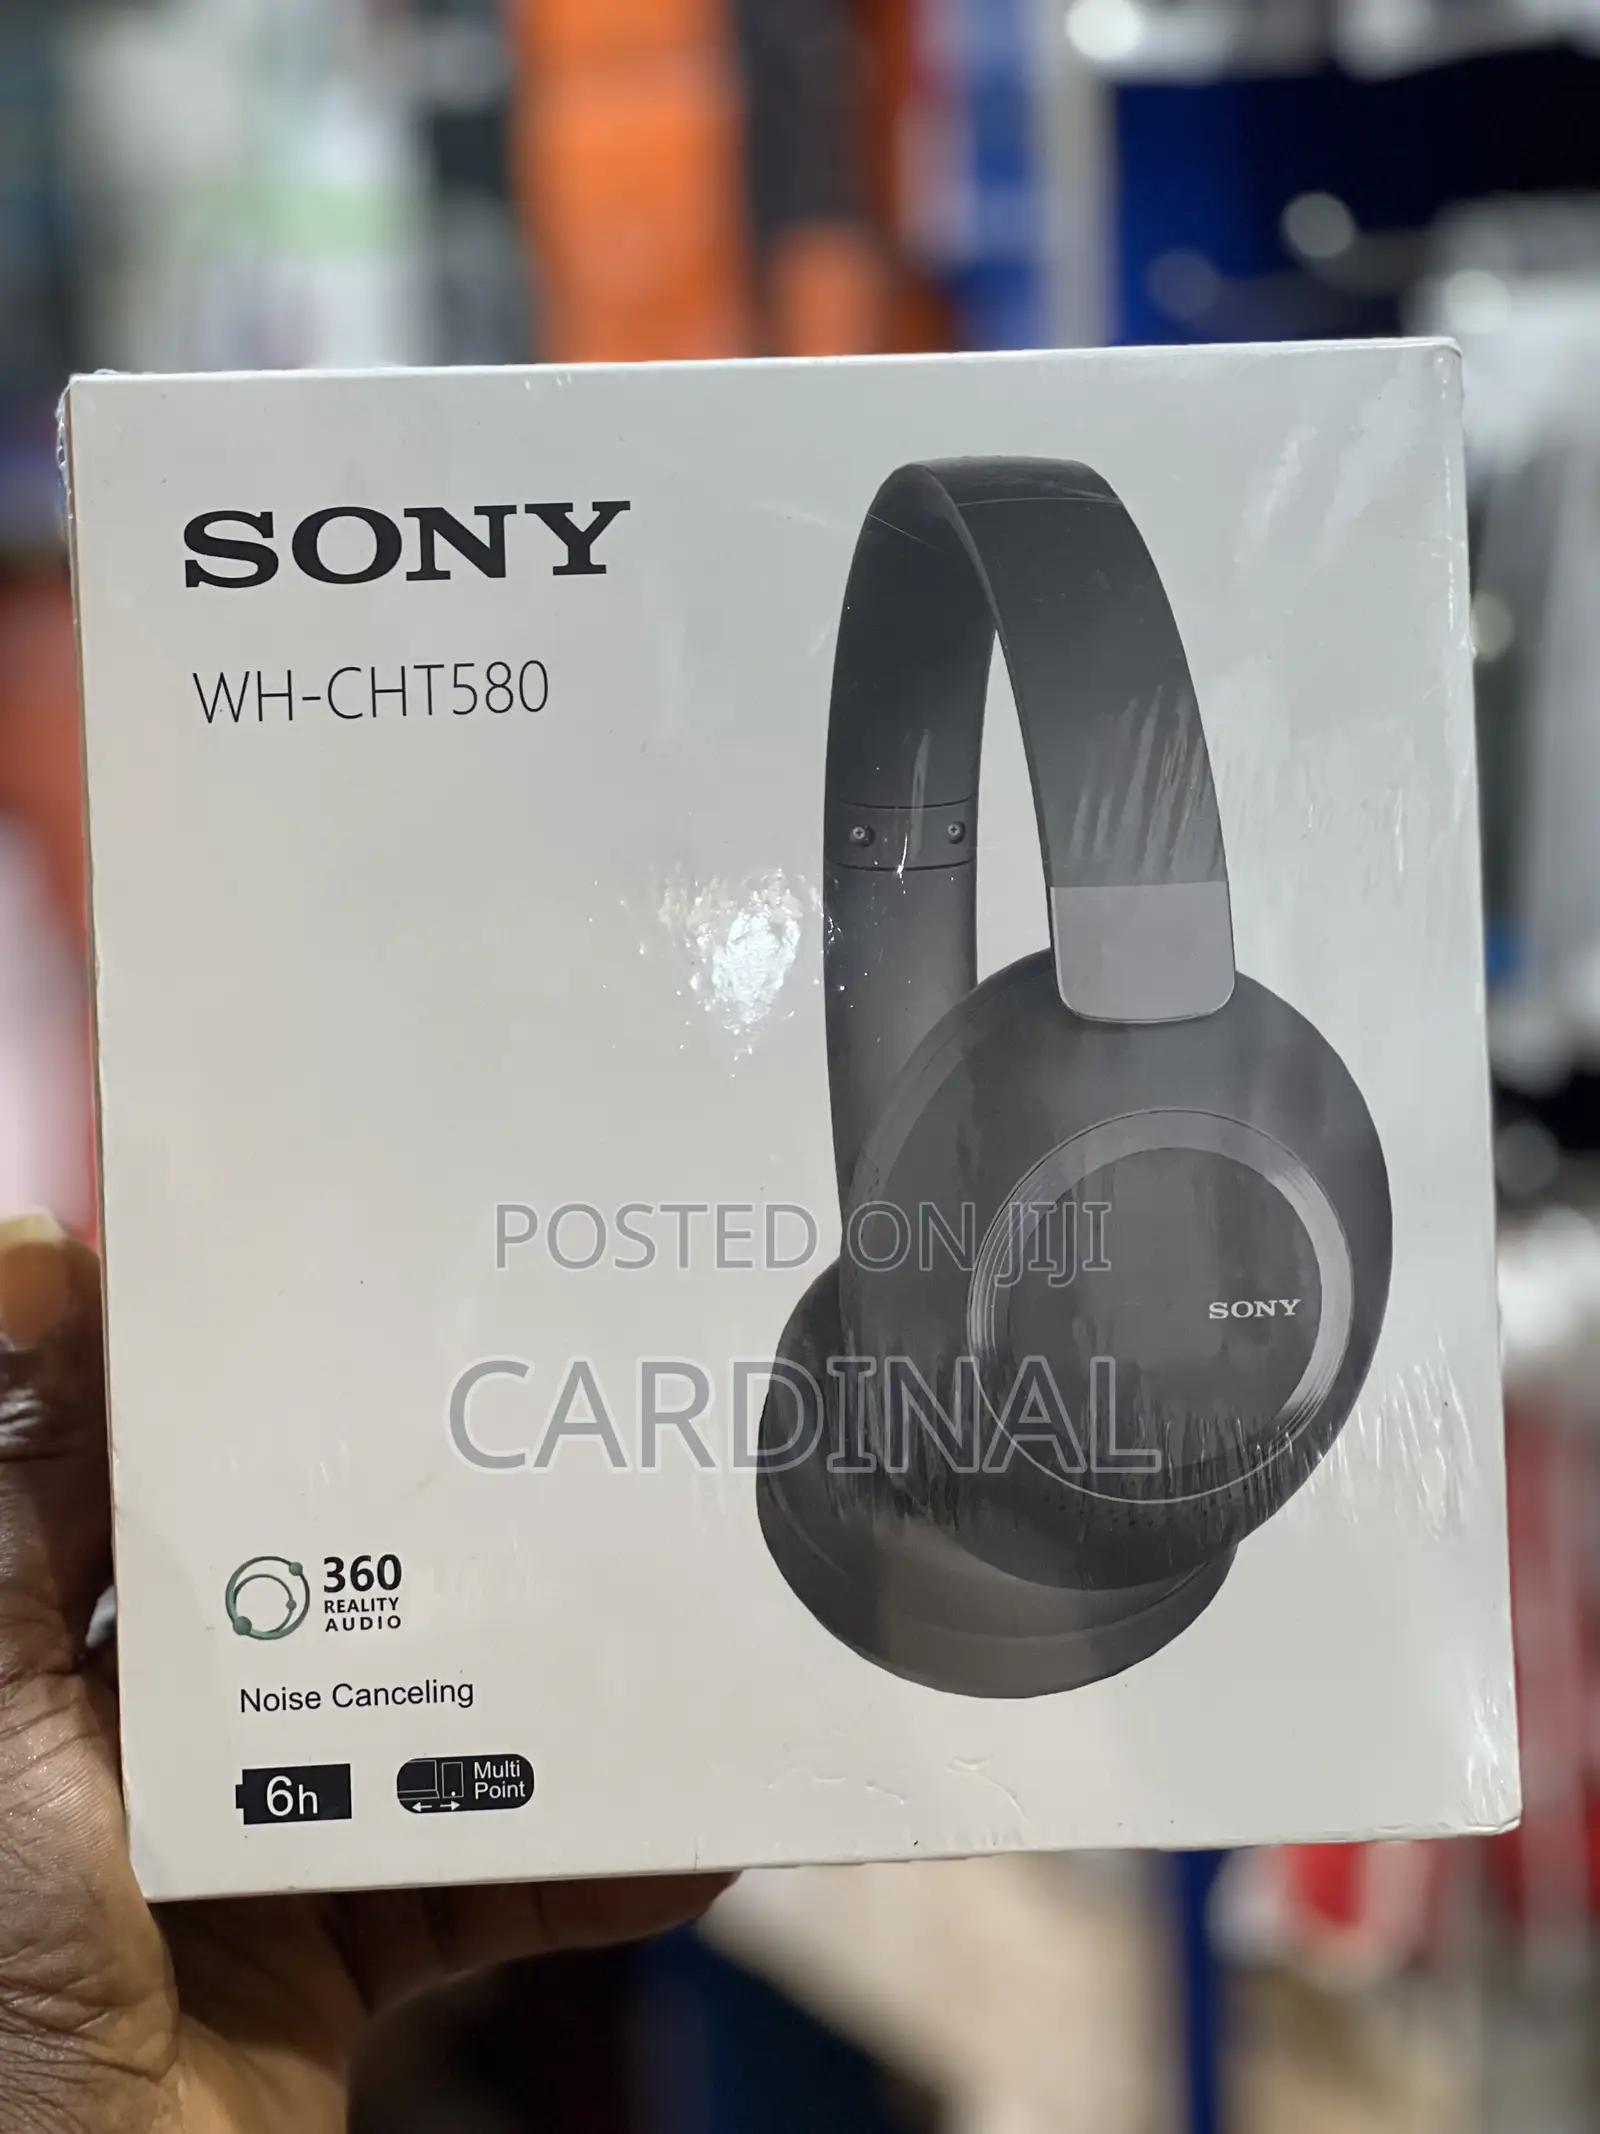 SONY
WH-CHT580
POSTED ON JIJI
SONY
CARDINAL
360
REALITY
AUDIO
Noise Canceling
6h
Multi
Point